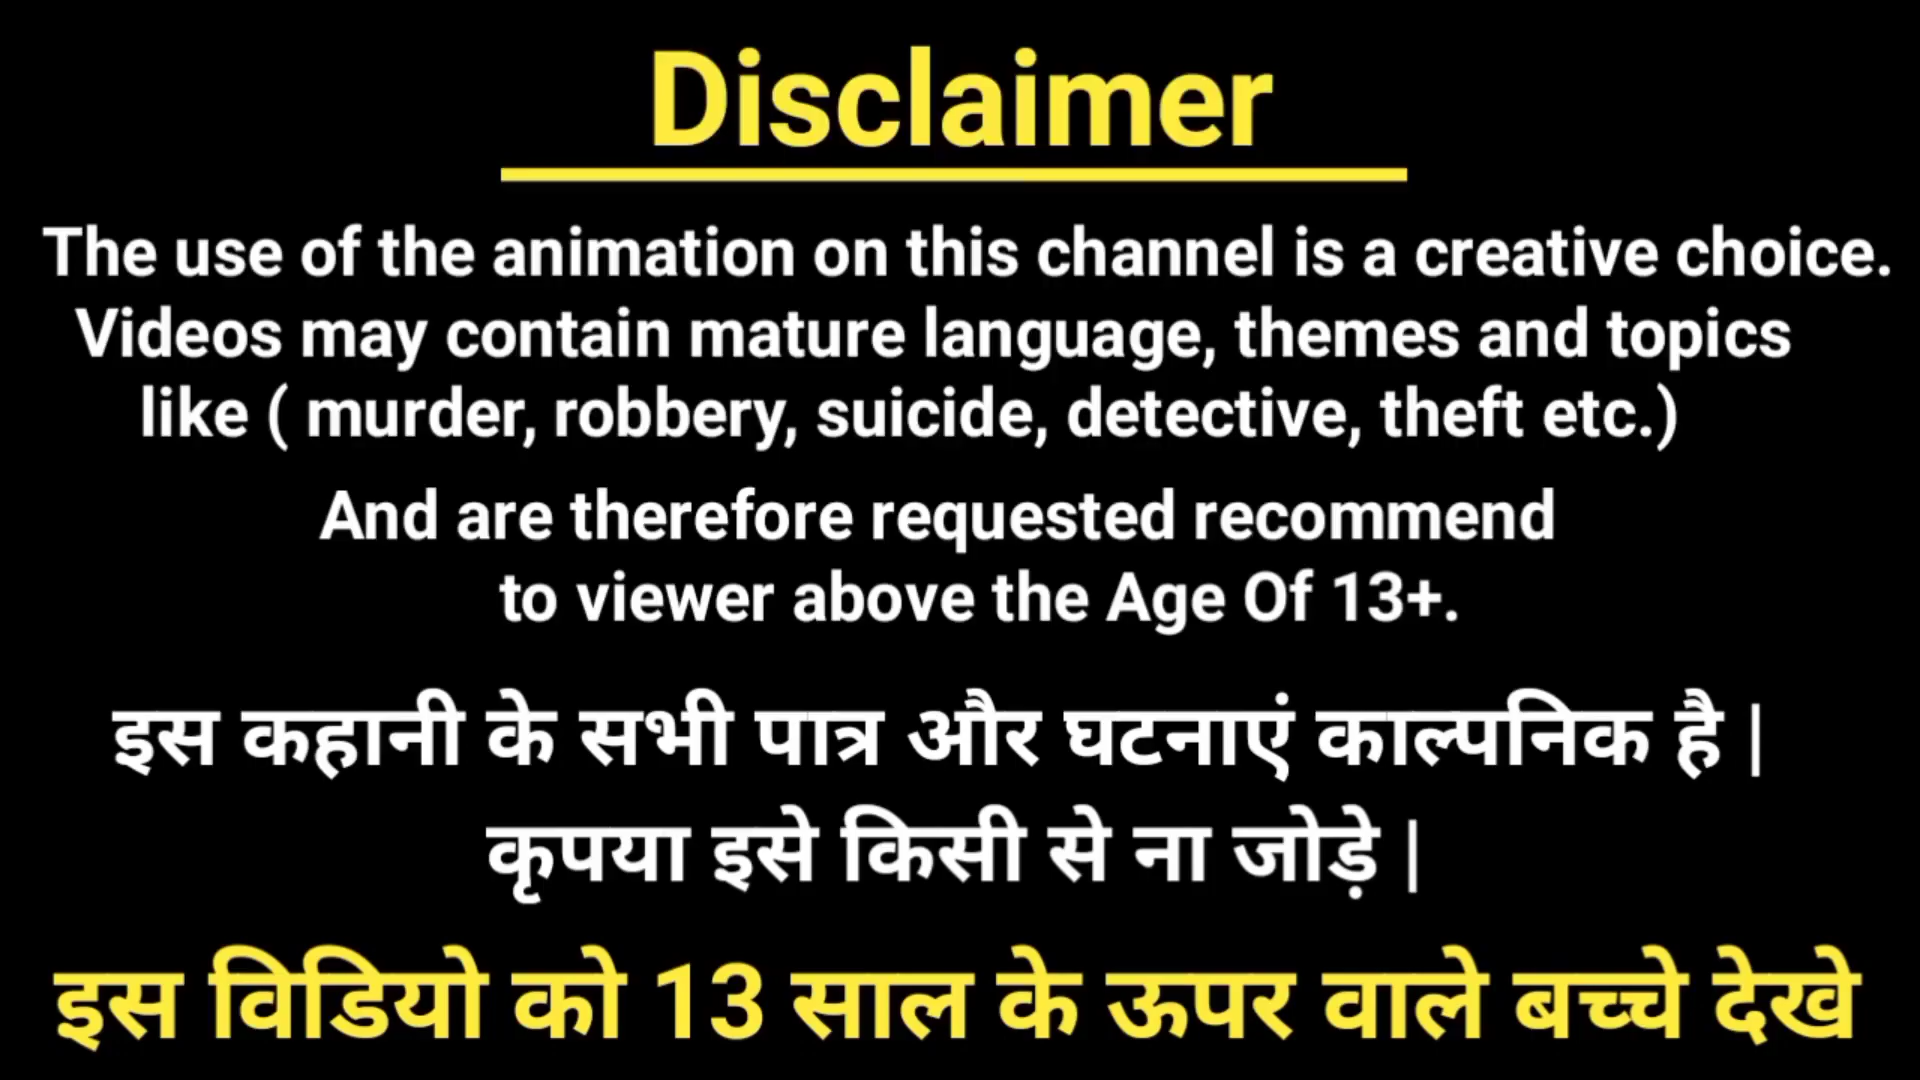 Disclaimer
The use of the animation on this channel is a creative choice.
Videos may contain mature language, themes and topics
like ( murder, robbery, suicide, detective, theft etc.)
And are therefore requested recommend
to viewer above the Age Of 13+.
इस कहानी के सभी पात्र और घटनाएं काल्पनिक है |
कृपया इसे किसी से ना जोड़े |
इस विडियो को 13 साल के ऊपर वाले बच्चे देखे